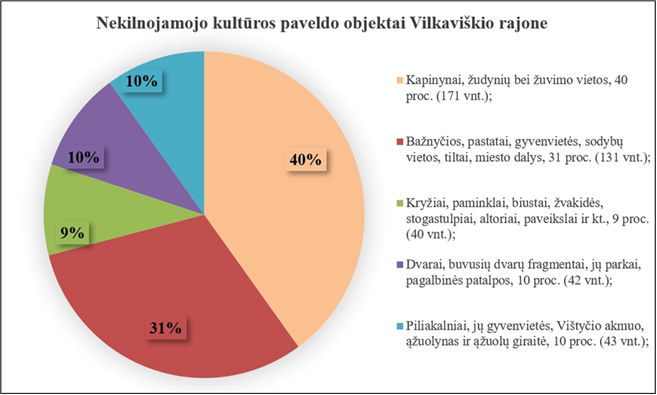 Nekilnojamojo kultūros paveldo objektai Vilkaviškio rajone
10%
10%
9%
31%
40%
Kapinynai, žudynių bei žuvimo vietos, 40
proc. (171 vnt.);
Bažnyčios, pastatai, gyvenvietės, sodybų
vietos, tiltai, miesto dalys, 31 proc. (131 vnt.);
Kryžiai, paminklai, biustai, žvakidės,
stogastulpiai, altoriai, paveikslai ir kt., 9 proc.
(40 vnt.);
Dvarai, buvusių dvarų fragmentai, jų parkai,
pagalbinės patalpos, 10 proc. (42 vnt.);
Piliakalniai, jų gyvenvietės, Vištyčio akmuo,
ąžuolynas ir ąžuolų giraitė, 10 proc. (43 vnt.);